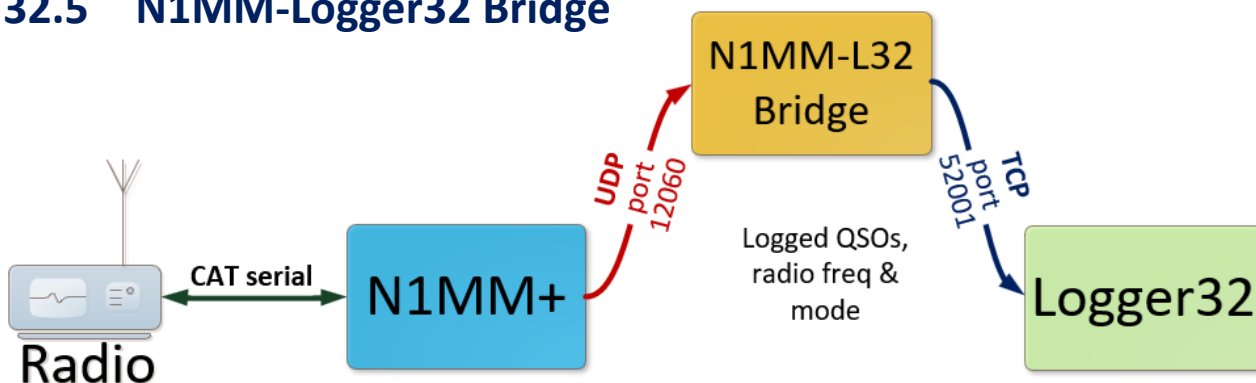 32.5 N1MM-Logger32 Bridge
N1MM-L32
Bridge
UDP
port
12060
TCP
port
52001
Logged QSOs,
radio freq &
mode
CAT serial
N1MM+
Logger32
Radio